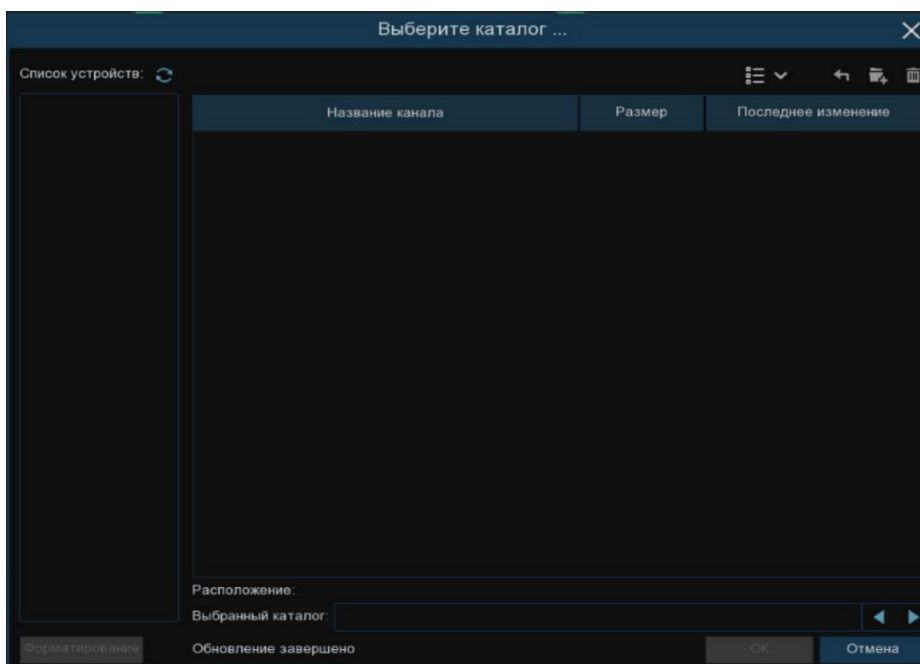 Выберите каталог ...
Список устройств:
Название канала Размер Последнее изменение
Расположение:
Выбранный каталог:
Форматирование Обновление завершено OK Отмена